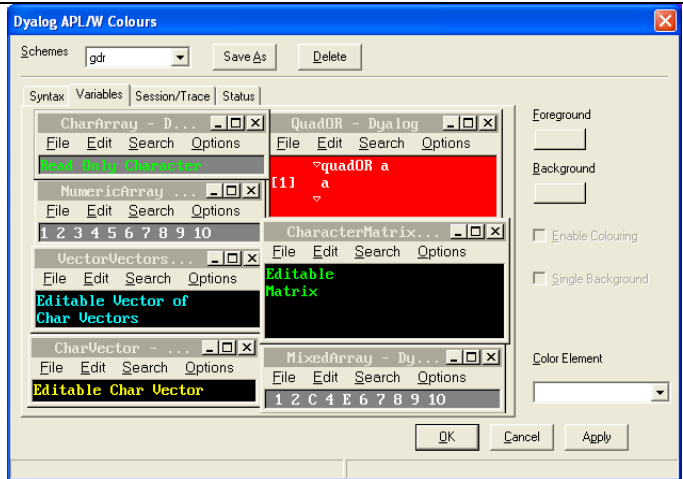 Dyalog APL/W Colours
Schemes gdr Save As Delete
Syntax Variables Session/Trace Status
CharArray - D...
File Edit Search Options
Read Only Character
NumericArray ...
File Edit Search Options
1 2 3 4 5 6 7 8 9 10
VectorVectors...
File Edit Search Options
Editable Vector of
Char Vectors
CharVector - ...
File Edit Search Options
Editable Char Vector
QuadOR - Dyalog
File Edit Search Options
▿quadOR a
[1] a
▿
CharacterMatrix...
File Edit Search Options
Editable
Matrix
MixedArray - Dy...
File Edit Search Options
1 2 C 4 E 6 7 8 9 10
Foreground
Background
Enable Colouring
Single Background
Color Element
OK Cancel Apply